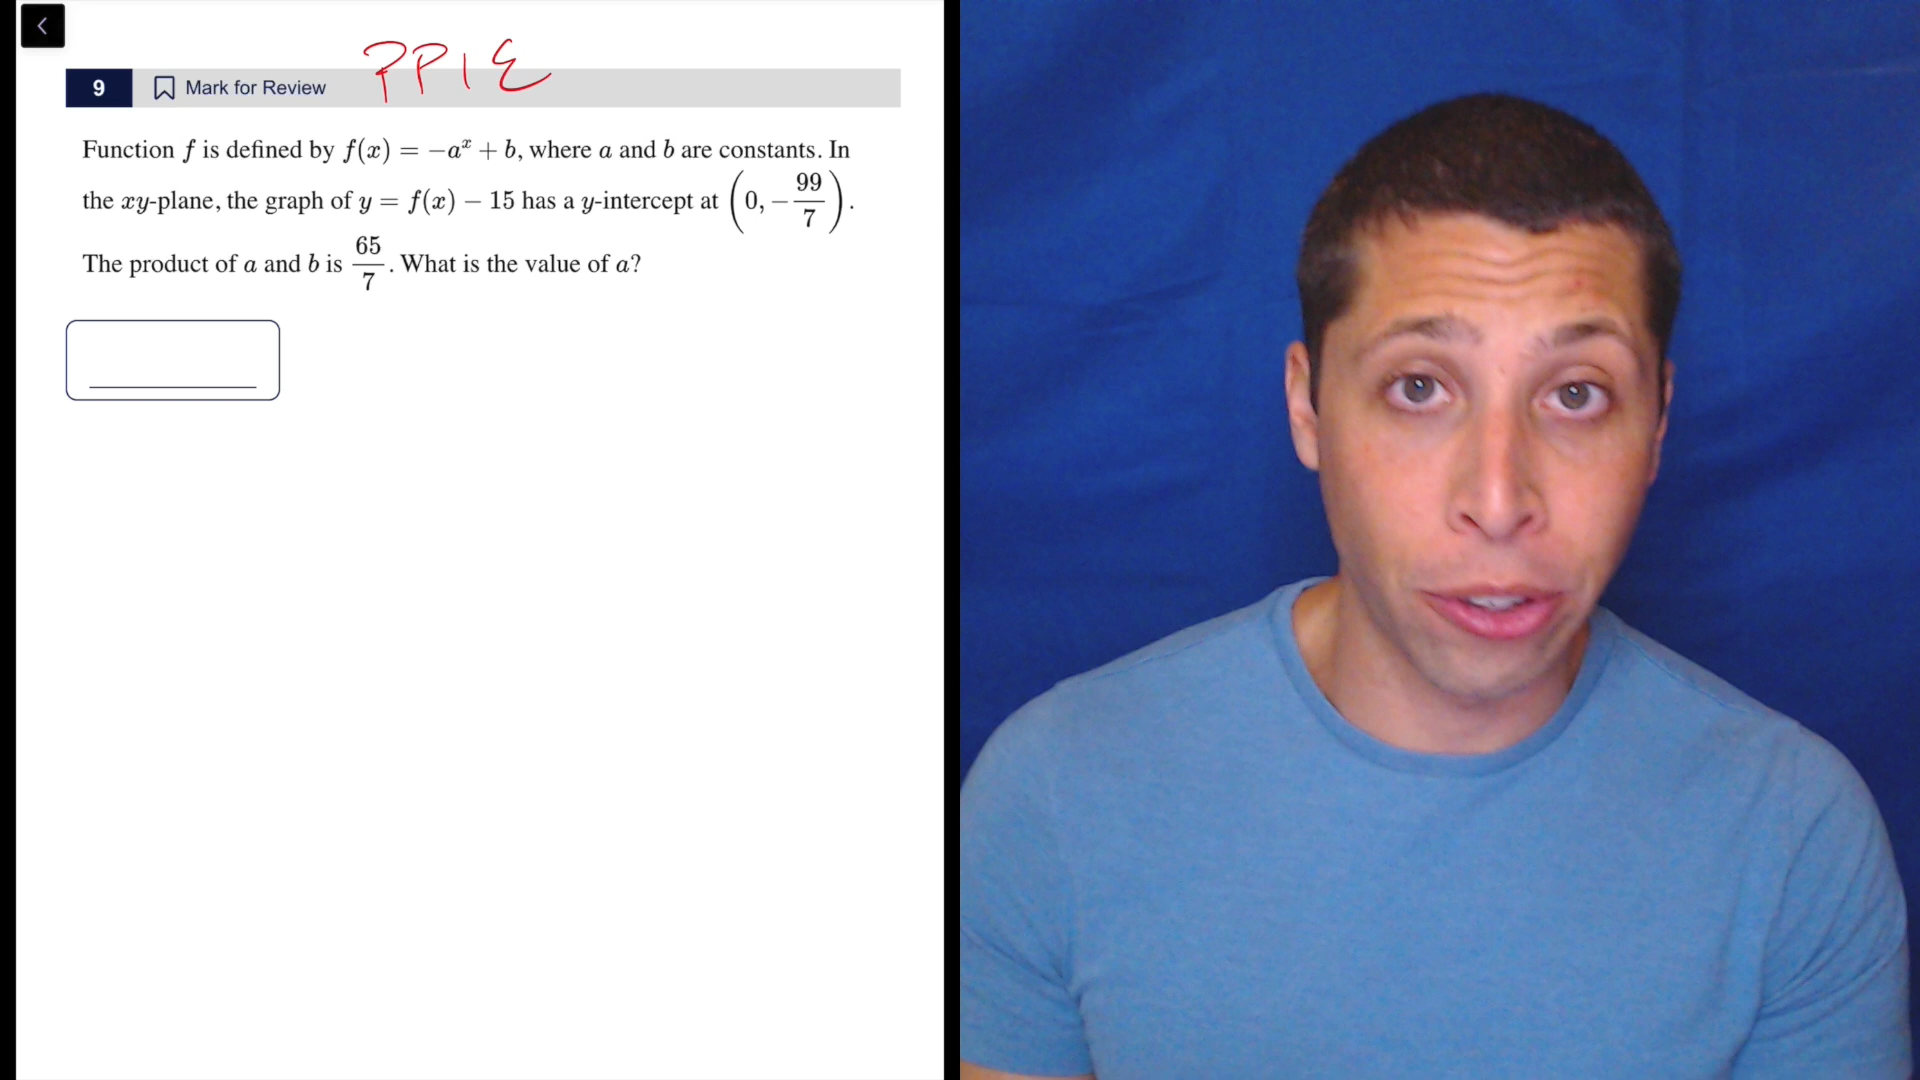 PPIE
9 Mark for Review
Function f is defined by f(x) = −aˣ + b, where a and b are constants. In
the xy-plane, the graph of y = f(x) − 15 has a y-intercept at (0, −99/7).
The product of a and b is 65/7. What is the value of a?